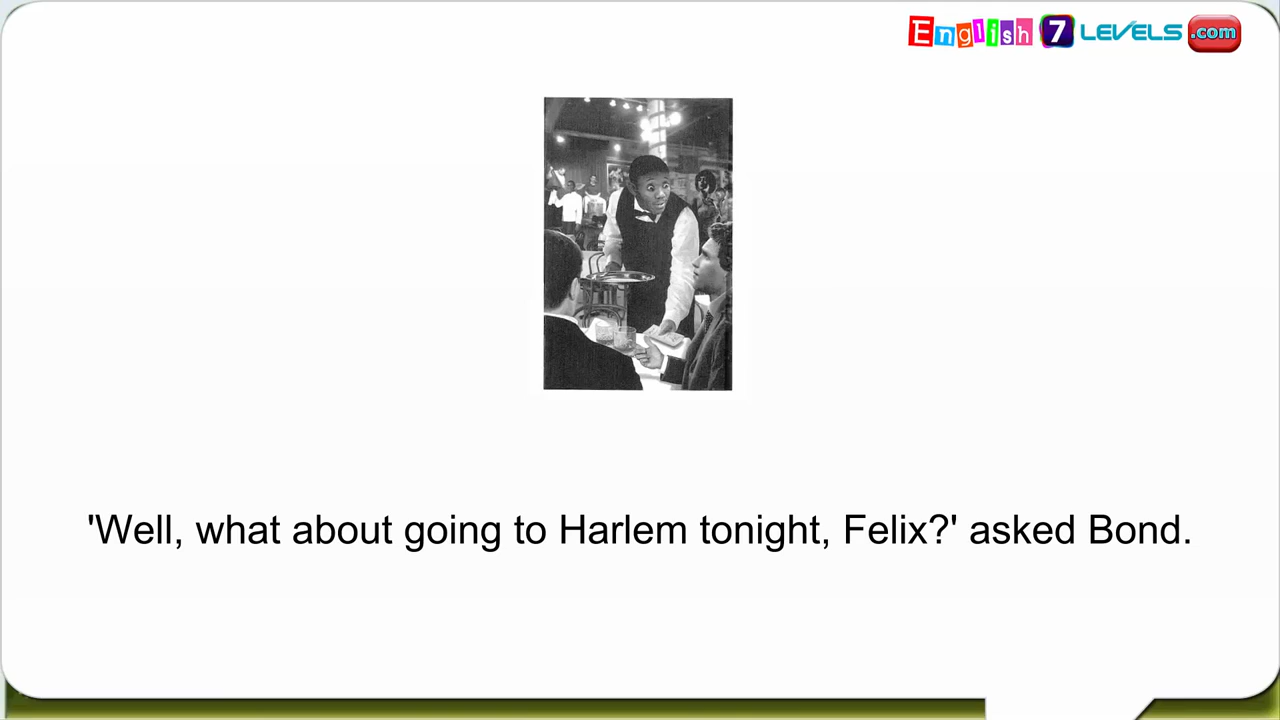 English 7 LEVELS .com
'Well, what about going to Harlem tonight, Felix?' asked Bond.